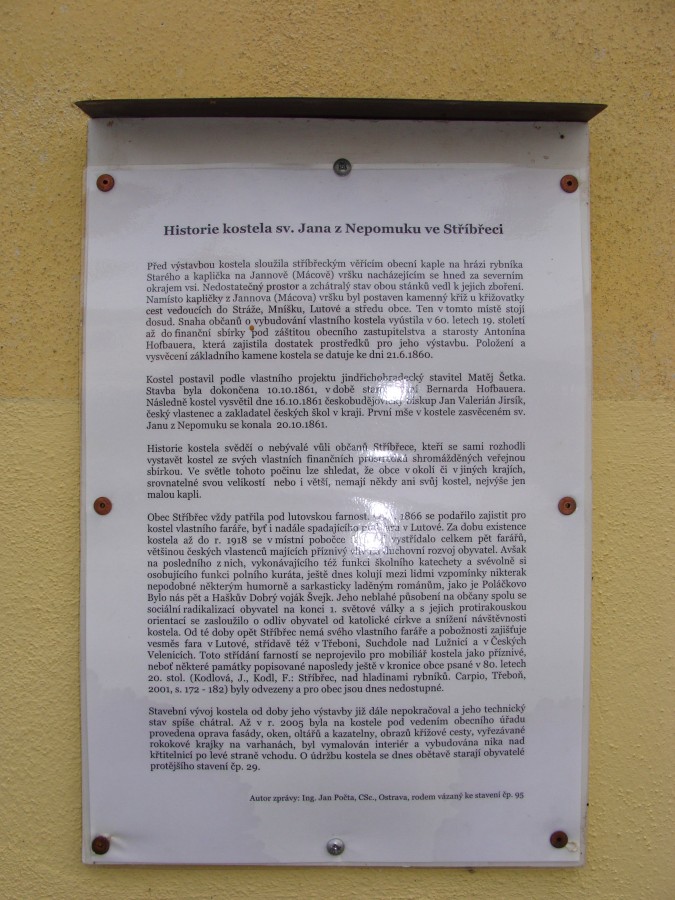 Historie kostela sv. Jana z Nepomuku ve Stříbřeci
Před výstavbou kostela sloužila stříbřeckým věřícím obecní kaple na hrázi rybníka
Starého a kaplička na Jannově (Mácově) vršku nacházejícím se hned za severním
okrajem vsi. Nedostatečný prostor a zchátralý stav obou stánků vedl k jejich zboření.
Namísto kapličky z Jannova (Mácova) vršku byl postaven kamenný kříž u křižovatky
cest vedoucích do Stráže, Mníšku, Lutové a středu obce. Ten v tomto místě stojí
dosud. Snaha občanů o vybudování vlastního kostela vyústila v 60. letech 19. století
až do finanční sbírky pod záštitou obecního zastupitelstva a starosty Antonína
Hofbauera, která zajistila dostatek prostředků pro jeho výstavbu. Položení a
vysvěcení základního kamene kostela se datuje ke dni 21.6.1860.
Kostel postavil podle vlastního projektu jindřichohradecký stavitel Matěj Šetka.
Stavba byla dokončena 10.10.1861, v době Bernarda Hofbauera.
Následně kostel vysvětil dne 16.10.1861 českobudějovický biskup Jan Valerián Jirsík,
český vlastenec a zakladatel českých škol v kraji. První mše v kostele zasvěceném sv.
Janu z Nepomuku se konala 20.10.1861.
Historie kostela svědčí o nebývalé vůli občanů Stříbřece, kteří se sami rozhodli
vystavět kostel ze svých vlastních finančních prostředků shromážděných veřejnou
sbírkou. Ve světle tohoto počinu lze shledat, že obce v okolí či v jiných krajích,
srovnatelné svou velikostí nebo i větší, nemají někdy ani svůj kostel, nejvýše jen
malou kapli.
Obec Stříbřec vždy patřila pod lutovskou farnost. 1866 se podařilo zajistit pro
kostel vlastního faráře, byť i nadále spadajícího v Lutové. Za dobu existence
kostela až do r. 1918 se v místní pobočce vystřídalo celkem pět farářů,
většinou českých vlastenců majících příznivý vliv na duchovní rozvoj obyvatel. Avšak
na posledního z nich, vykonávajícího též funkci školního katechety a svévolně si
osobujícího funkci polního kuráta, ještě dnes kolují mezi lidmi vzpomínky nikterak
nepodobné některým humorně a sarkasticky laděným románům, jako je Poláčkovo
Bylo nás pět a Haškův Dobrý voják Švejk. Jeho neblahé působení na občany spolu se
sociální radikalizací obyvatel na konci 1. světové války a s jejich protirakouskou
orientací se zasloužilo o odliv obyvatel od katolické církve a snížení návštěvnosti
kostela. Od té doby opět Stříbřec nemá svého vlastního faráře a pobožnosti zajišťuje
vesměs fara v Lutové, střídavě též v Třeboni, Suchdole nad Lužnicí a v Českých
Velenicích. Toto střídání farností se neprojevilo pro mobiliář kostela jako příznivé,
neboť některé památky popisované naposledy ještě v kronice obce psané v 80. letech
20. stol. (Kodlová, J., Kodl, F.: Stříbřec, nad hladinami rybníků. Carpio, Třeboň,
2001, s. 172 - 182) byly odvezeny a pro obec jsou dnes nedostupné.
Stavební vývoj kostela od doby jeho výstavby již dále nepokračoval a jeho technický
stav spíše chátral. Až v r. 2005 byla na kostele pod vedením obecního úřadu
provedena oprava fasády, oken, oltářů a kazatelny, obrazů křížové cesty, vyřezávané
rokokové krajky na varhanách, byl vymalován interiér a vybudována nika nad
křtitelnicí po levé straně vchodu. O údržbu kostela se dnes obětavě starají obyvatelé
protějšího stavení čp. 29.
Autor zprávy: Ing. Jan Počta, CSc., Ostrava, rodem vázaný ke stavení čp. 95